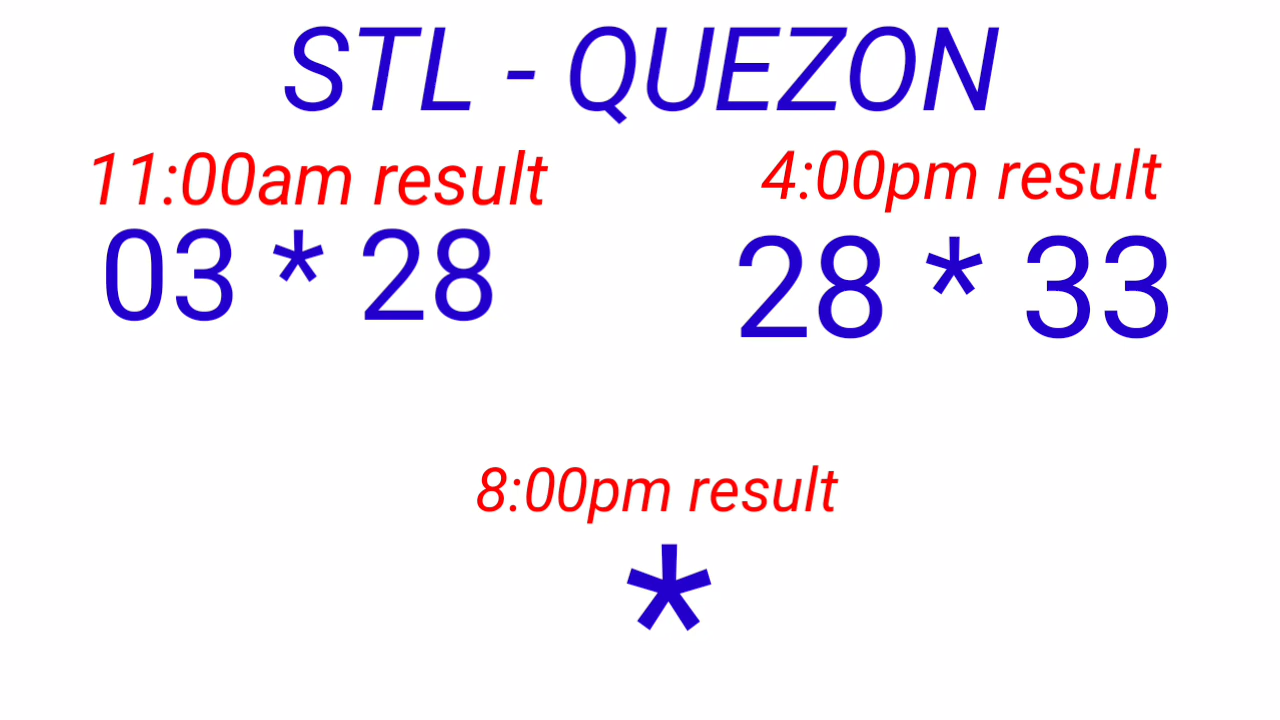 STL - QUEZON
11:00am result
03 * 28
4:00pm result
28 * 33
8:00pm result
*